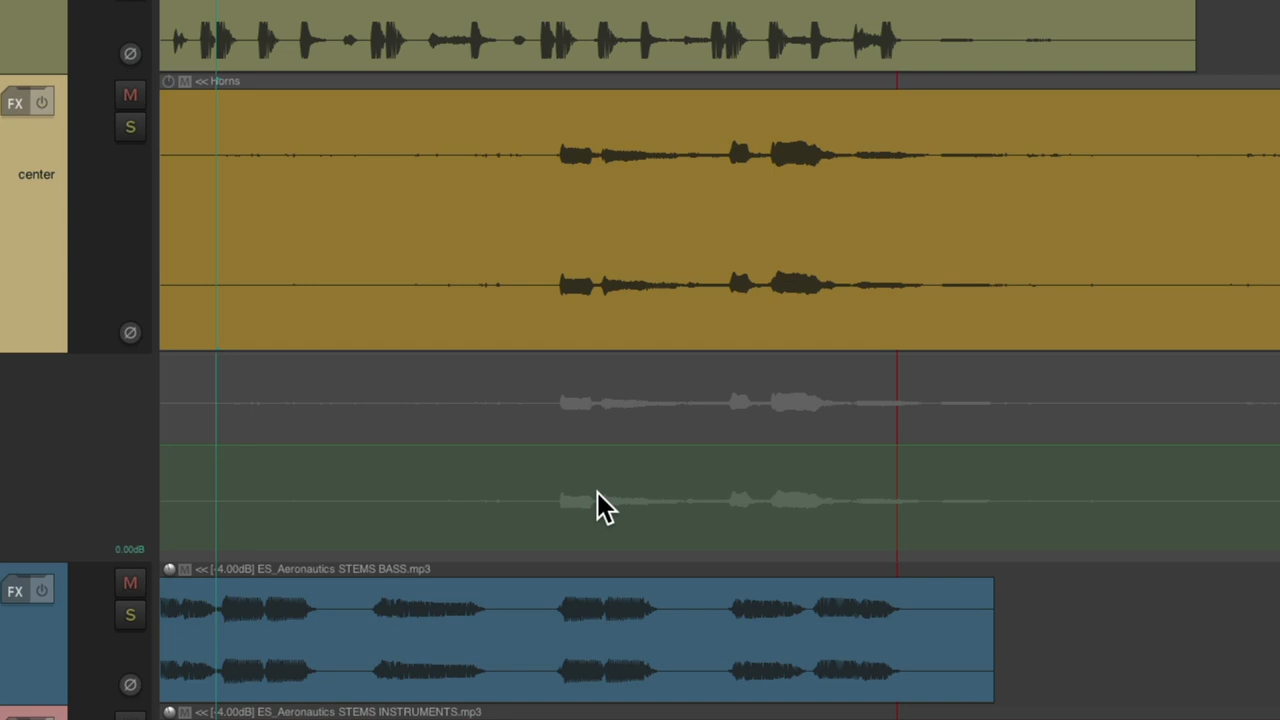 M << Horns
FX
M
S
center
0.00dB
M << [-4.00dB] ES_Aeronautics STEMS BASS.mp3
FX
M
S
M << [-4.00dB] ES_Aeronautics STEMS INSTRUMENTS.mp3